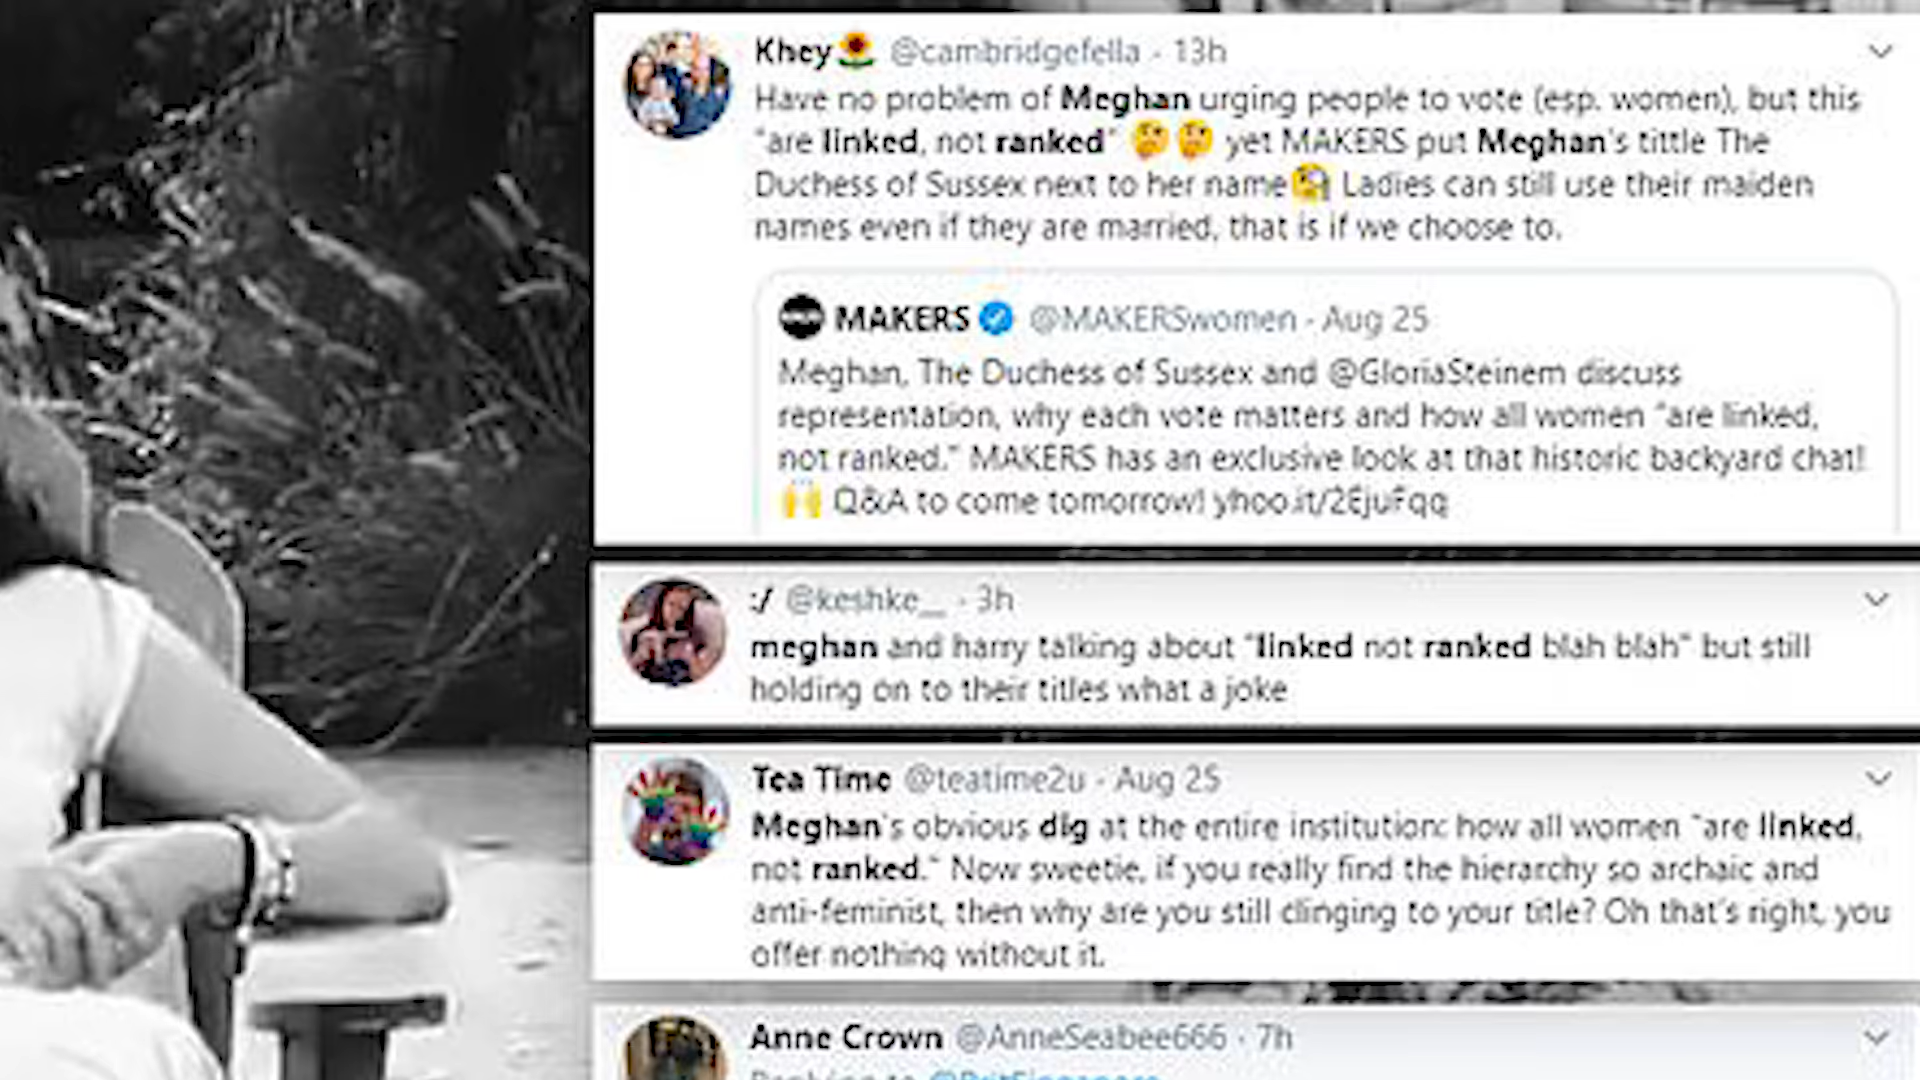 Khey🌻 @cambridgefella · 13h
Have no problem of Meghan urging people to vote (esp. women), but this
"are linked, not ranked" 🤔🤔 yet MAKERS put Meghan's tittle The
Duchess of Sussex next to her name🧐 Ladies can still use their maiden
names even if they are married, that is if we choose to.
MAKERS @MAKERSwomen · Aug 25
Meghan, The Duchess of Sussex and @GloriaSteinem discuss
representation, why each vote matters and how all women "are linked,
not ranked." MAKERS has an exclusive look at that historic backyard chat!
🙌 Q&A to come tomorrow! yhoo.it/2EjuFqq
:/ @keshke__ · 3h
meghan and harry talking about "linked not ranked blah blah" but still
holding on to their titles what a joke
Tea Time @teatime2u · Aug 25
Meghan's obvious dig at the entire institution: how all women "are linked,
not ranked." Now sweetie, if you really find the hierarchy so archaic and
anti-feminist, then why are you still clinging to your title? Oh that's right, you
offer nothing without it.
Anne Crown @AnneSeabee666 · 7h
Replying to